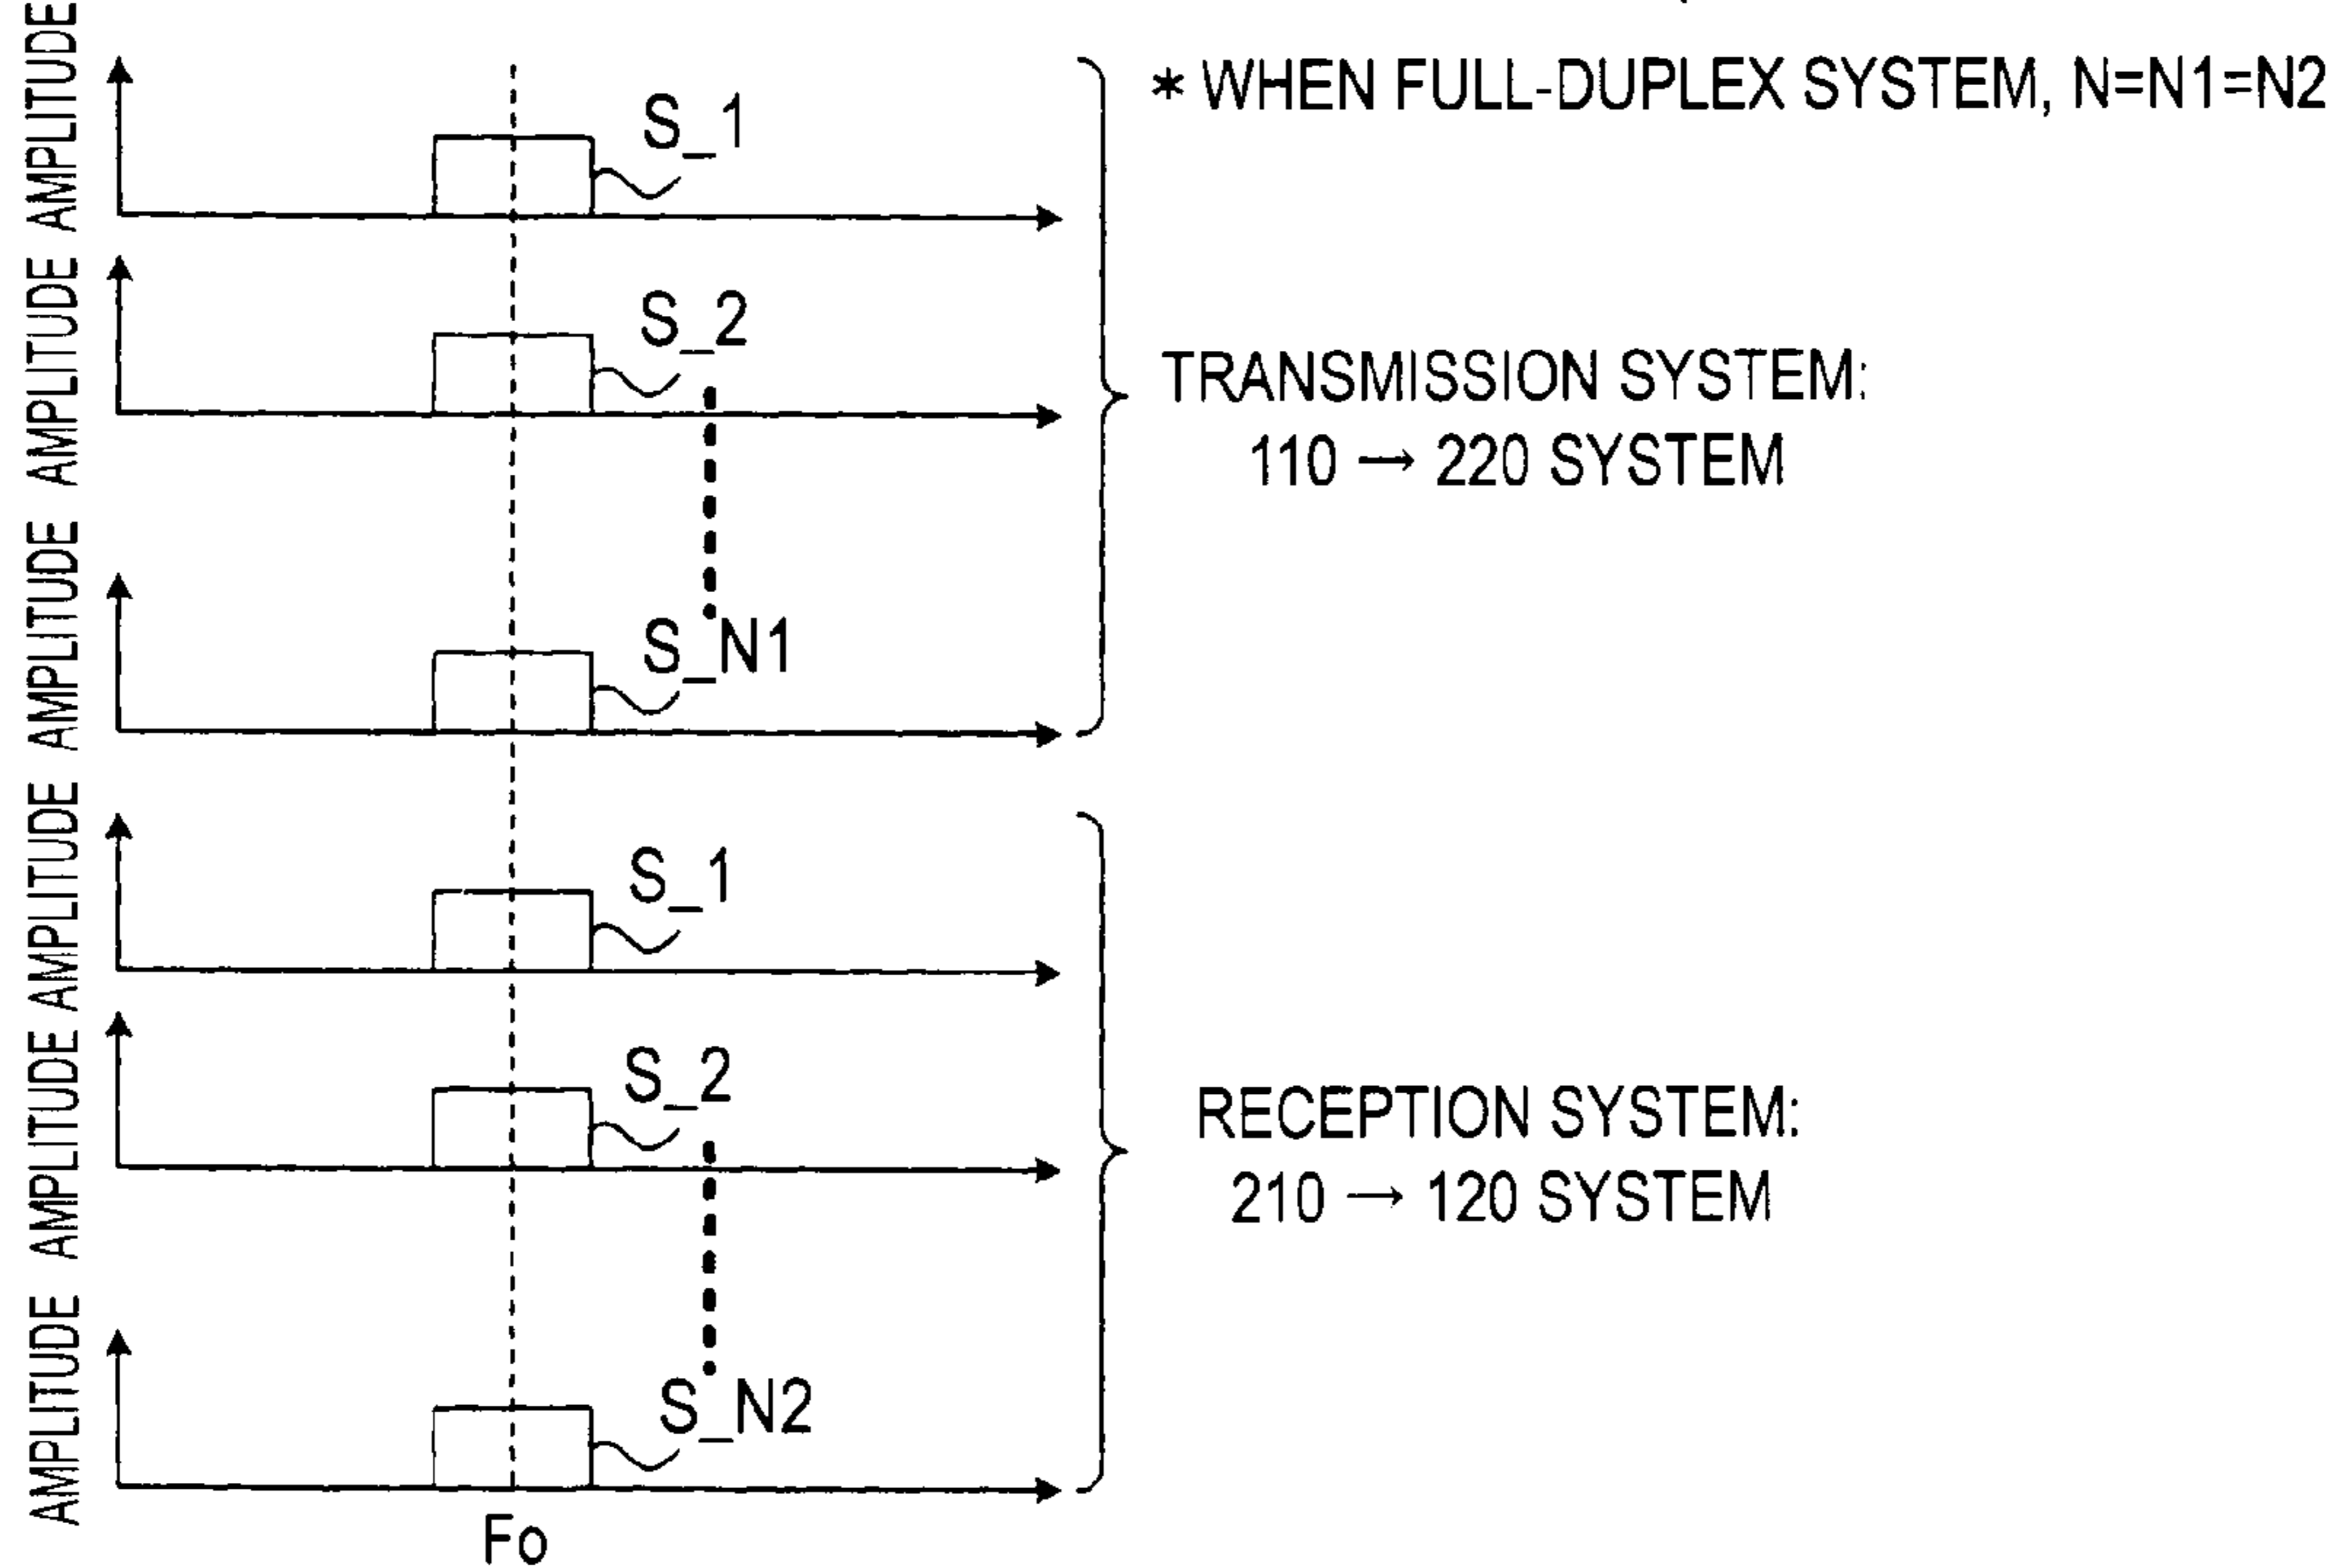 AMPLITUDE
S_1
* WHEN FULL-DUPLEX SYSTEM, N=N1=N2
AMPLITUDE
S_2
TRANSMISSION SYSTEM:
110 → 220 SYSTEM
AMPLITUDE
S_N1
AMPLITUDE
S_1
AMPLITUDE
S_2
RECEPTION SYSTEM:
210 → 120 SYSTEM
AMPLITUDE
S_N2
Fo